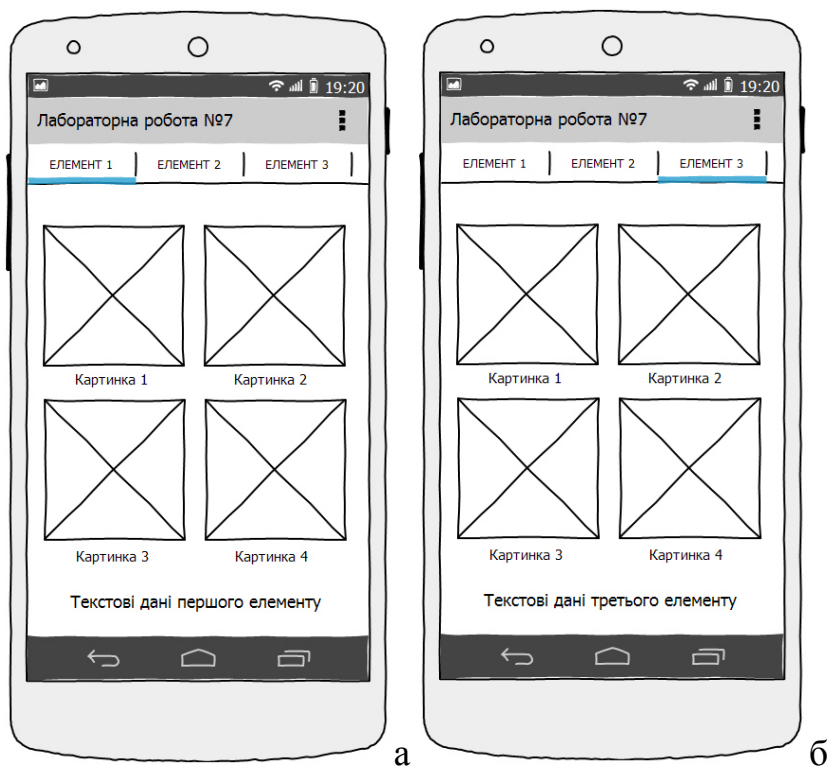 19:20
Лабораторна робота №7
ЕЛЕМЕНТ 1 ЕЛЕМЕНТ 2 ЕЛЕМЕНТ 3
Картинка 1 Картинка 2
Картинка 3 Картинка 4
Текстові дані першого елементу
а
19:20
Лабораторна робота №7
ЕЛЕМЕНТ 1 ЕЛЕМЕНТ 2 ЕЛЕМЕНТ 3
Картинка 1 Картинка 2
Картинка 3 Картинка 4
Текстові дані третього елементу
б